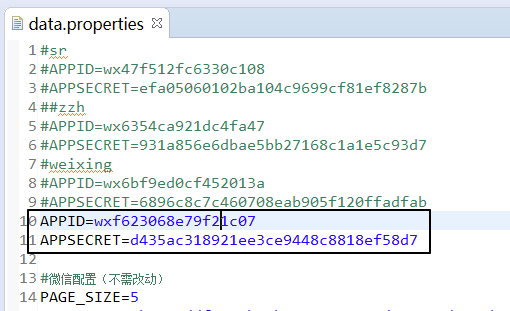 data.properties
1 #sr
2 #APPID=wx47f512fc6330c108
3 #APPSECRET=efa05060102ba104c9699cf81ef8287b
4 ##zzh
5 #APPID=wx6354ca921dc4fa47
6 #APPSECRET=931a856e6dbae5bb27168c1a1e5c93d7
7 #weixing
8 #APPID=wx6bf9ed0cf452013a
9 #APPSECRET=6896c8c7c460708eab905f120ffadfab
10 APPID=wxf623068e79f21c07
11 APPSECRET=d435ac318921ee3ce9448c8818ef58d7
12
13 #微信配置（不需改动）
14 PAGE_SIZE=5